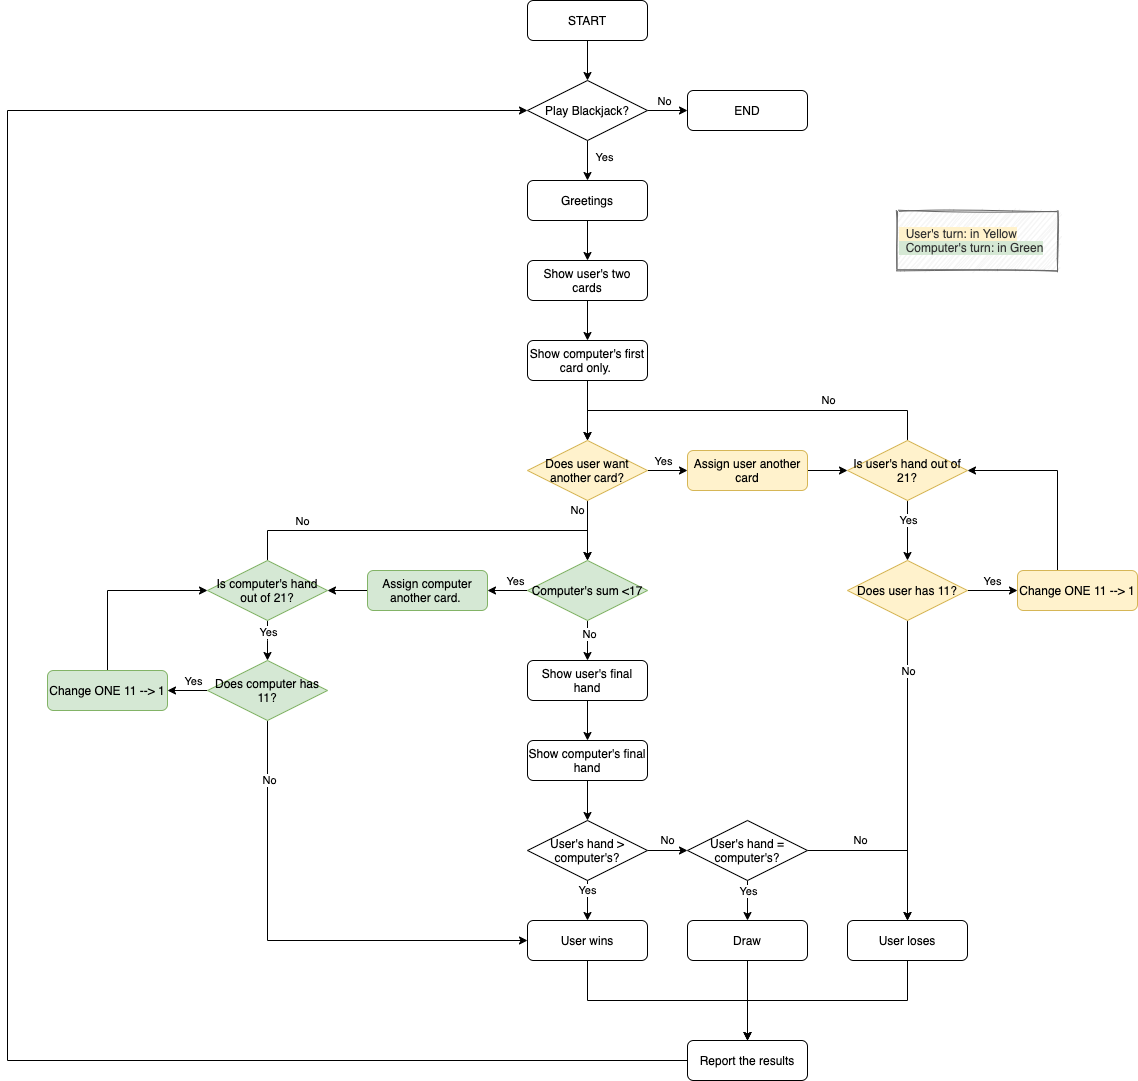 START
Play Blackjack?
No
END
Yes
Greetings
User's turn: in Yellow
Computer's turn: in Green
Show user's two
cards
Show computer's first
card only.
No
Does user want
another card?
Yes
Assign user another
card
Is user's hand out of
21?
No
Yes
No
Is computer's hand
out of 21?
Assign computer
another card.
Yes
Computer's sum <17
Does user has 11?
Yes
Change ONE 11 --> 1
Yes
No
Change ONE 11 --> 1
Yes
Does computer has
11?
Show user's final
hand
No
Show computer's final
hand
No
User's hand >
computer's?
No
User's hand =
computer's?
No
Yes
Yes
User wins
Draw
User loses
Report the results